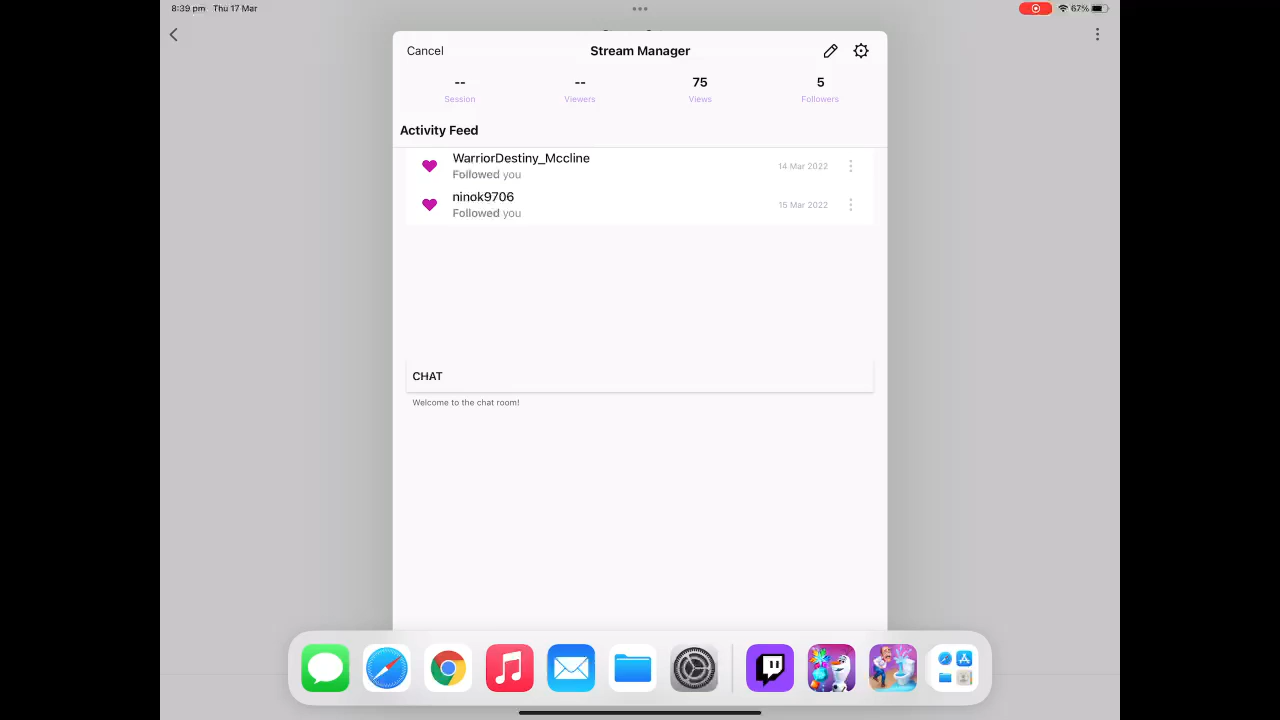 8:39 pm Thu 17 Mar
67%
Cancel
Stream Manager
--
Session
--
Viewers
75
Views
5
Followers
Activity Feed
WarriorDestiny_Mccline
Followed you
14 Mar 2022
ninok9706
Followed you
15 Mar 2022
CHAT
Welcome to the chat room!